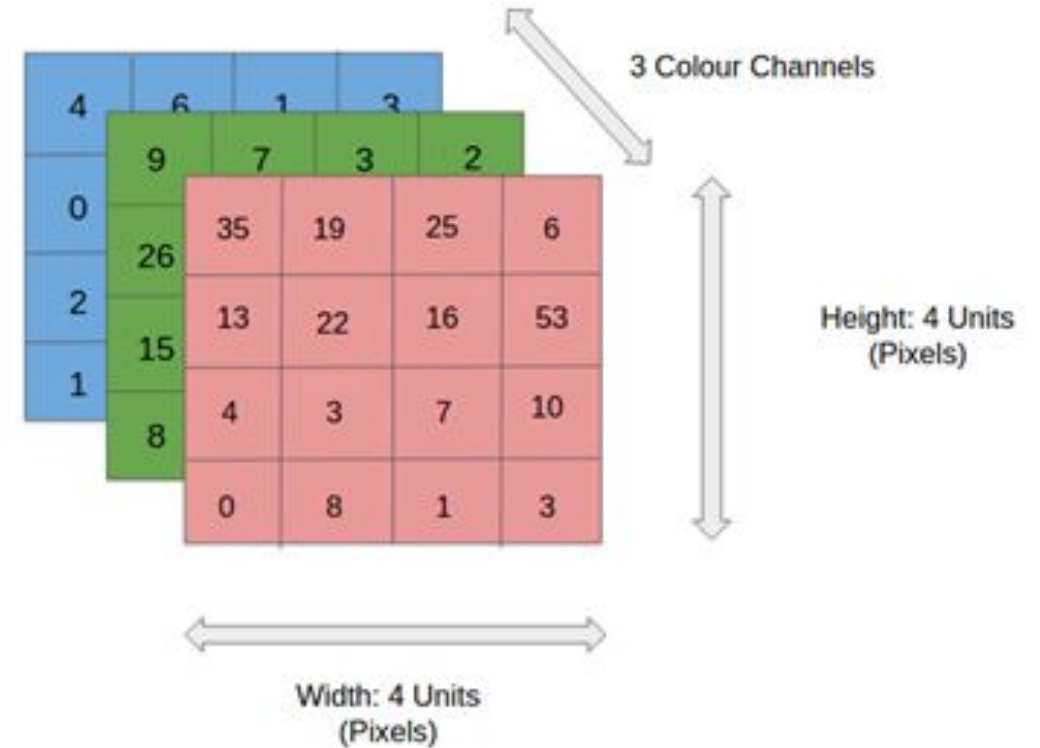 3 Colour Channels
4 6 1 3
9 7 3 2
0
35 19 25 6
26
2
13 22 16 53
15
1
4 3 7 10
8
0 8 1 3
Height: 4 Units
(Pixels)
Width: 4 Units
(Pixels)